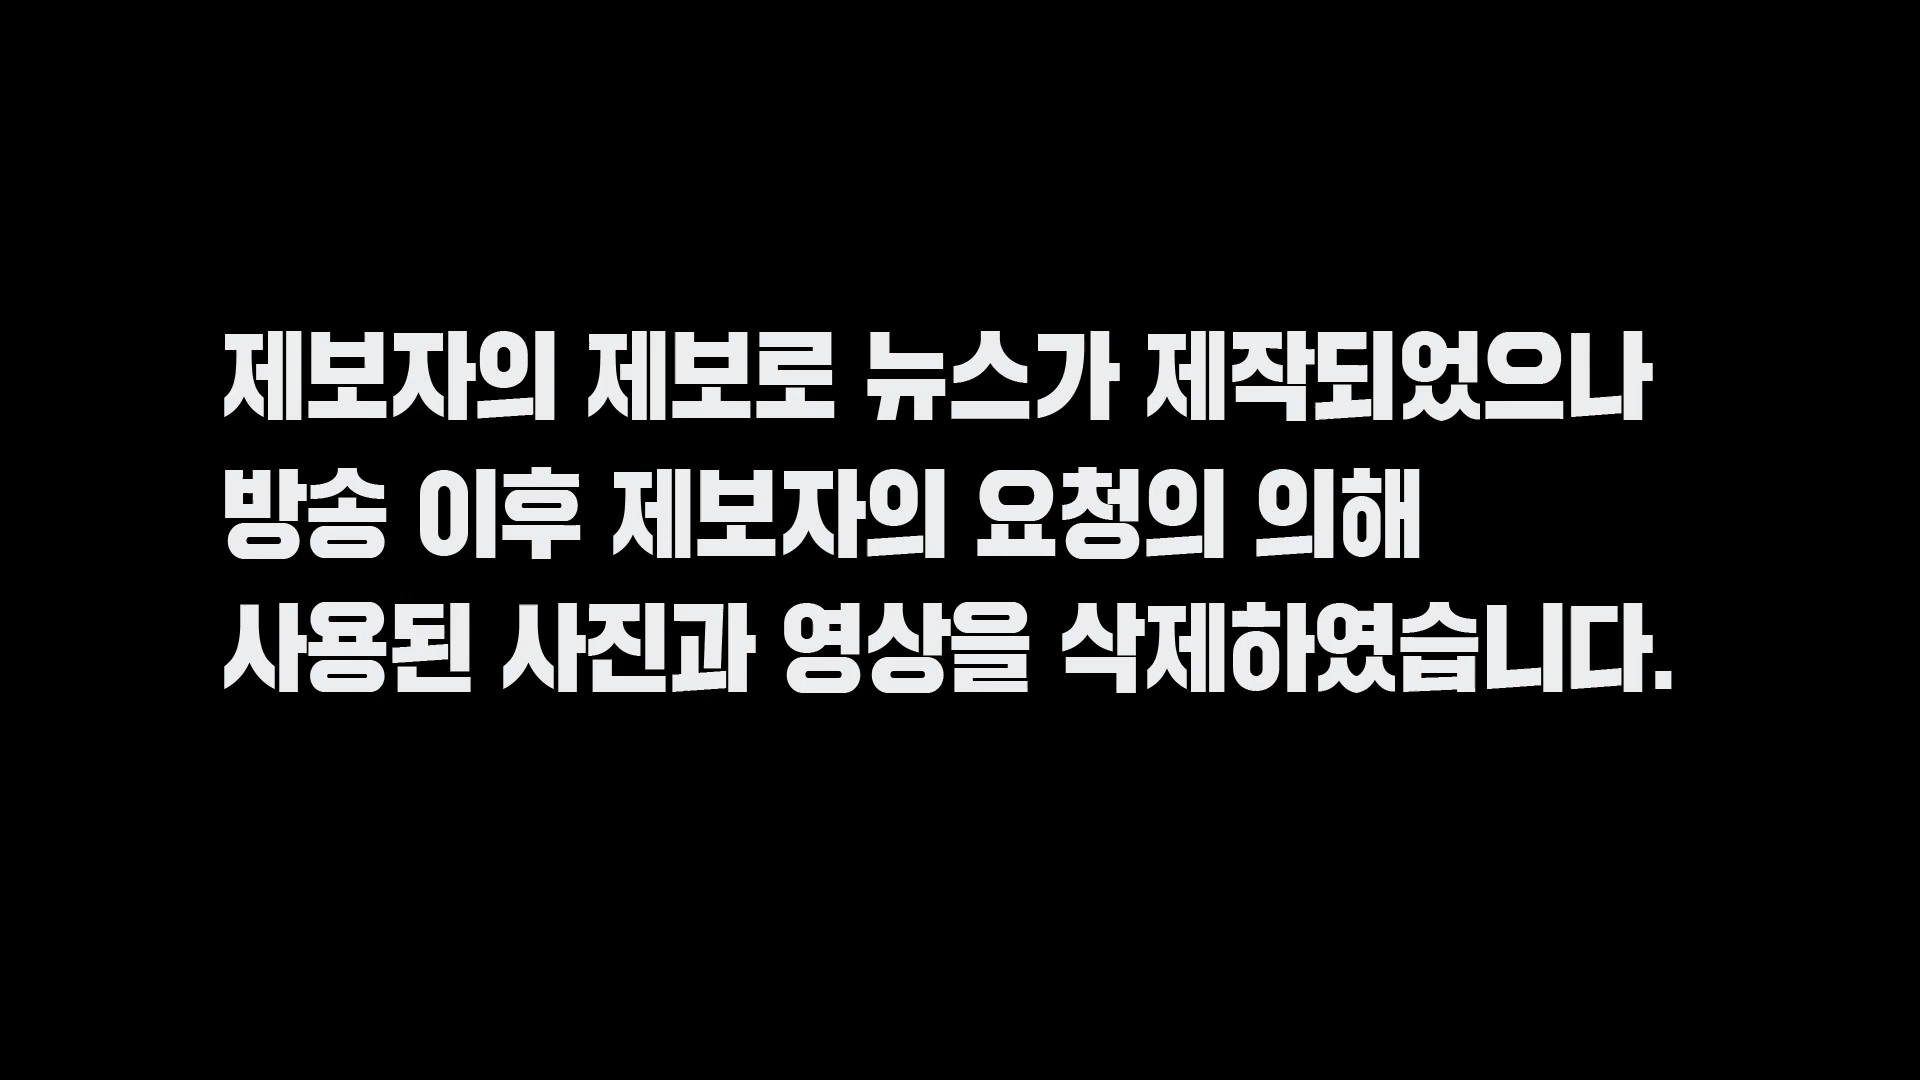 제보자의 제보로 뉴스가 제작되었으나
방송 이후 제보자의 요청의 의해
사용된 사진과 영상을 삭제하였습니다.